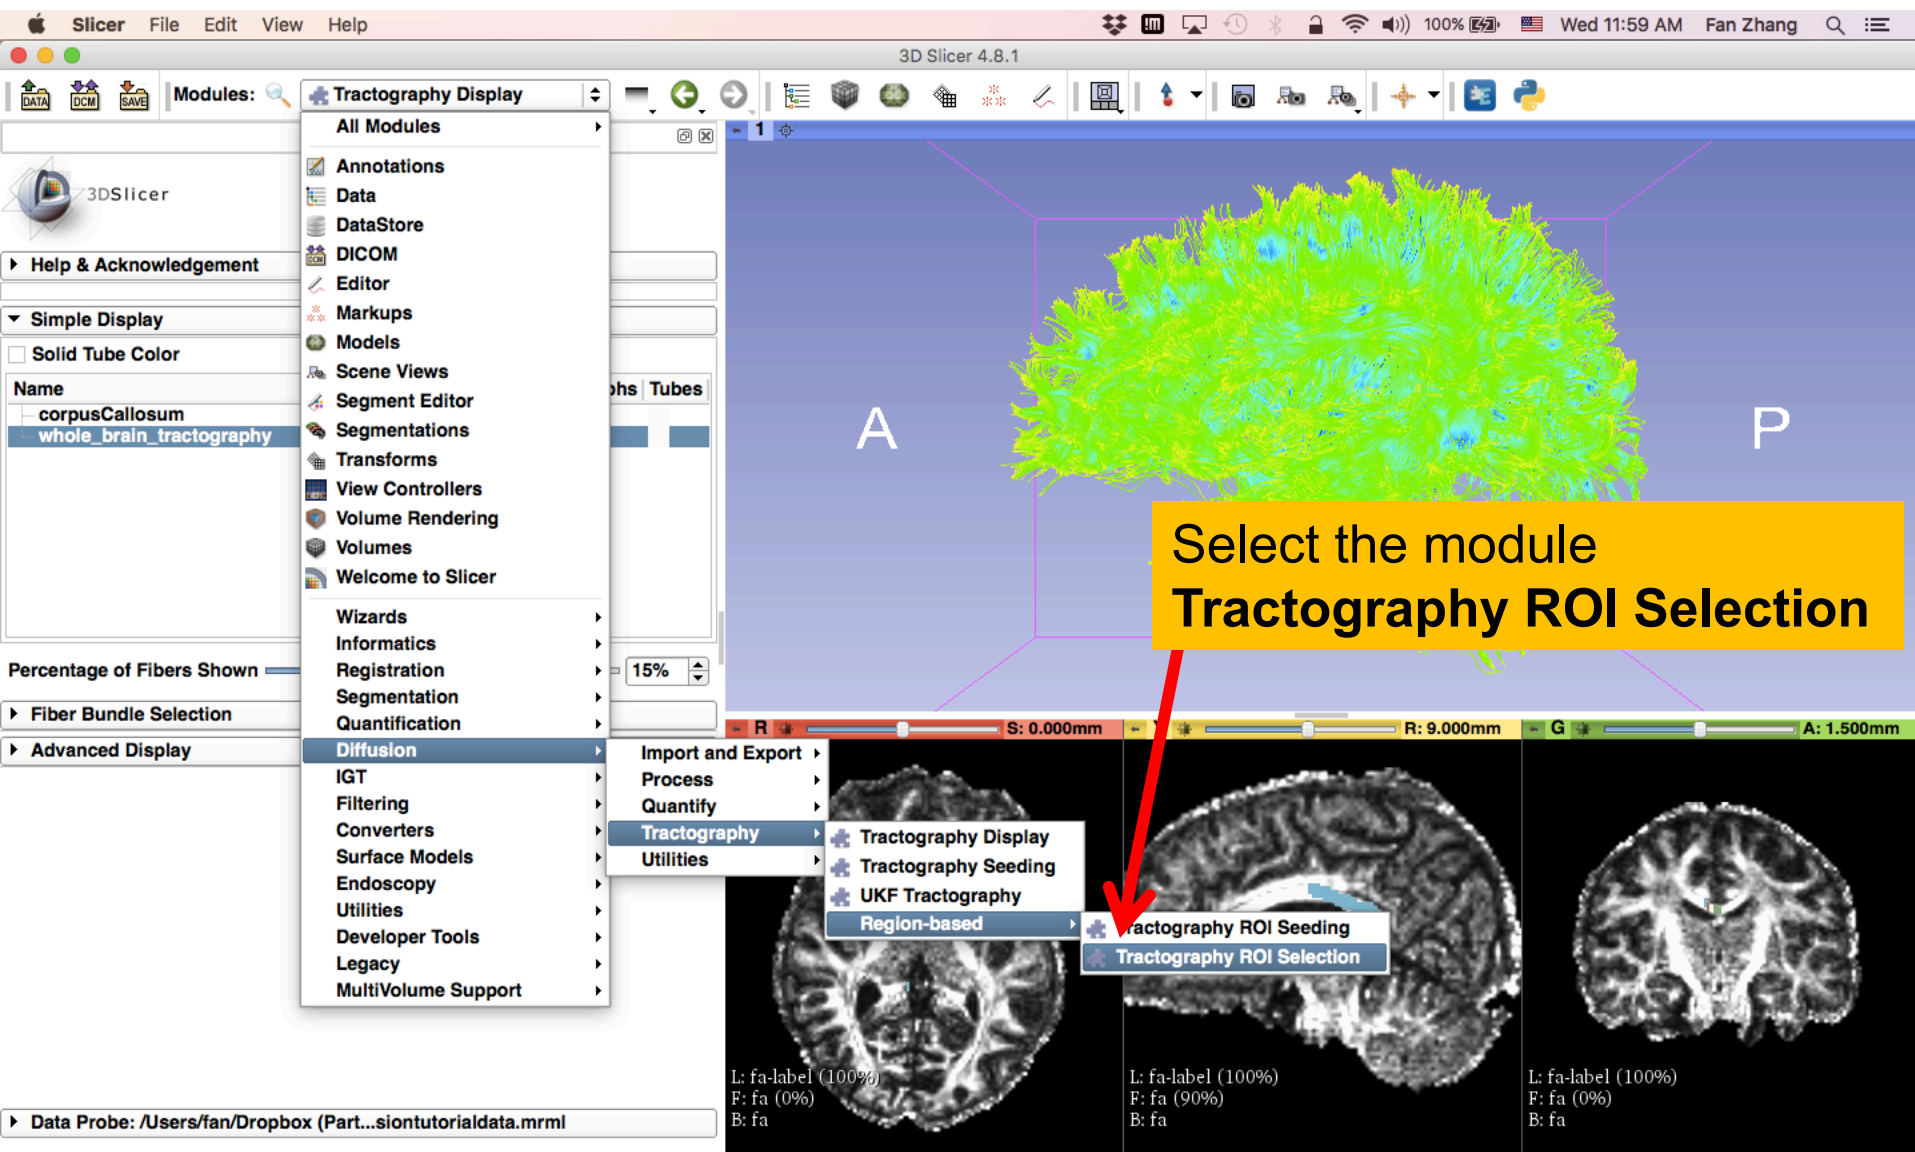 Slicer File Edit View Help 100% Wed 11:59 AM Fan Zhang
3D Slicer 4.8.1
DATA DCM SAVE Modules: Tractography Display
1
3DSlicer
Help & Acknowledgement
Simple Display
Solid Tube Color
Name phs Tubes
corpusCallosum
whole_brain_tractography
Percentage of Fibers Shown 15%
Fiber Bundle Selection
Advanced Display
Data Probe: /Users/fan/Dropbox (Part...siontutorialdata.mrml
All Modules
Annotations
Data
DataStore
DICOM
Editor
Markups
Models
Scene Views
Segment Editor
Segmentations
Transforms
View Controllers
Volume Rendering
Volumes
Welcome to Slicer
Wizards
Informatics
Registration
Segmentation
Quantification
Diffusion
IGT
Filtering
Converters
Surface Models
Endoscopy
Utilities
Developer Tools
Legacy
MultiVolume Support
Import and Export
Process
Quantify
Tractography
Utilities
Tractography Display
Tractography Seeding
UKF Tractography
Region-based
Tractography ROI Seeding
Tractography ROI Selection
A P
Select the module
Tractography ROI Selection
R S: 0.000mm
R: 9.000mm
G A: 1.500mm
L: fa-label (100%)
F: fa (0%)
B: fa
L: fa-label (100%)
F: fa (90%)
B: fa
L: fa-label (100%)
F: fa (0%)
B: fa